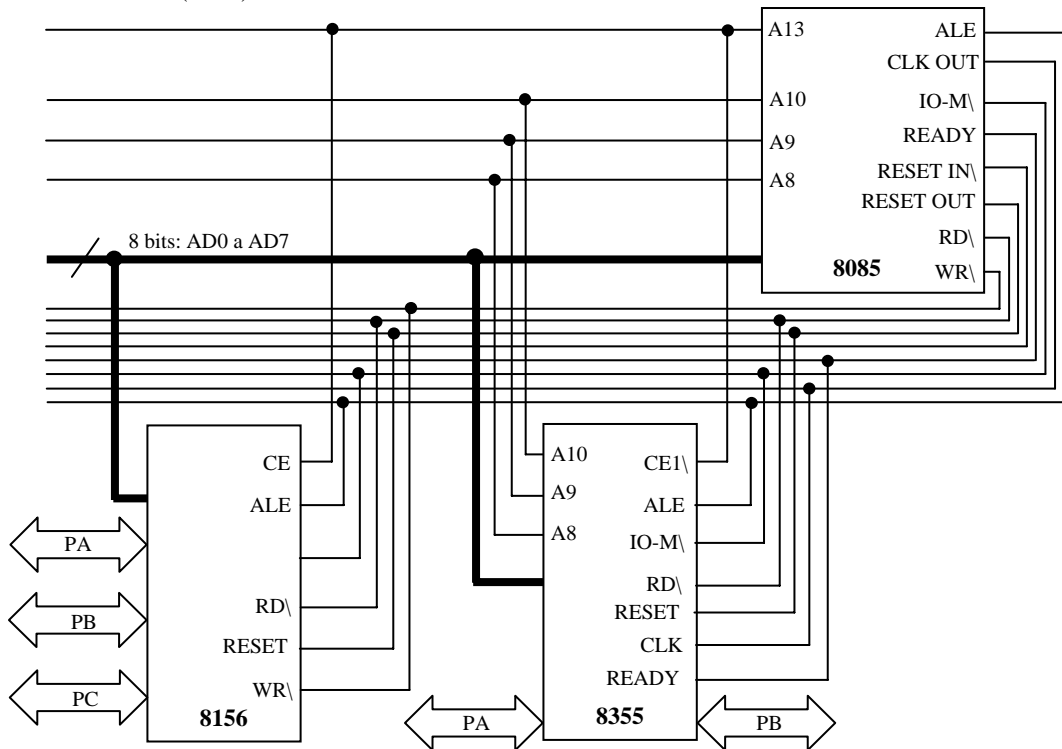 A13
ALE
CLK OUT
A10
IO-M\
READY
A9
A8
RESET IN\
RESET OUT
8 bits: AD0 a AD7
RD\
WR\
8085
CE
ALE
RD\
RESET
WR\
8156
PA
PB
PC
A10
A9
A8
CE1\
ALE
IO-M\
RD\
RESET
CLK
READY
8355
PA
PB